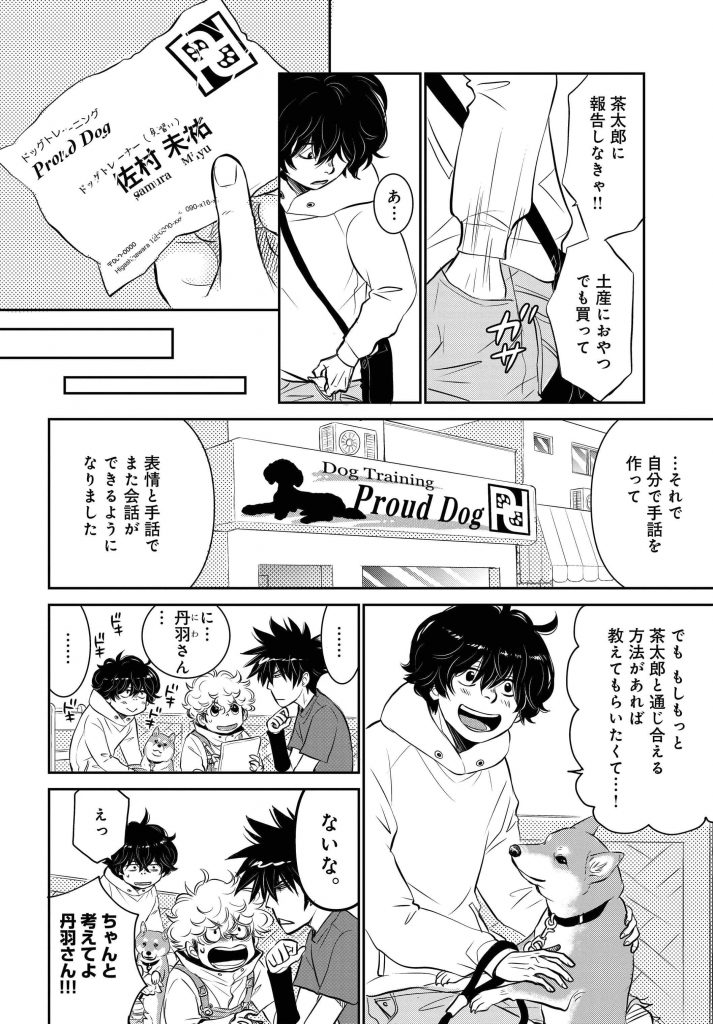 茶太郎に
報告しなきゃ!!
土産におやつ
でも買って
ガサ
あ…
ドッグトレーニング
Proud Dog
ドッグトレーナー(見習い)
佐村 未祐
Samura Miyu
…それで
自分で手話を
作って
Dog Training
Proud Dog
表情と手話で
また会話が
できるように
なりました
でも もしもっと
茶太郎と通じ合える
方法があれば
教えてもらいたくて…!
……
に…
丹羽さん
にわ
…
……
ドキ
ドキ
ドキ
ないな。
えっ
ちゃんと
考えてよ
丹羽さん!!!